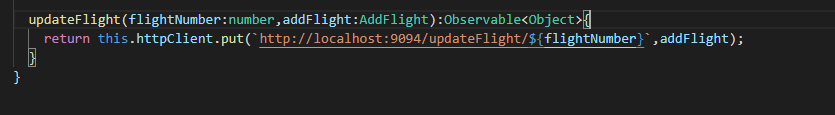 updateFlight(flightNumber:number,addFlight:AddFlight):Observable<Object>{
return this.httpClient.put(`http://localhost:9094/updateFlight/${flightNumber}`,addFlight);
}
}